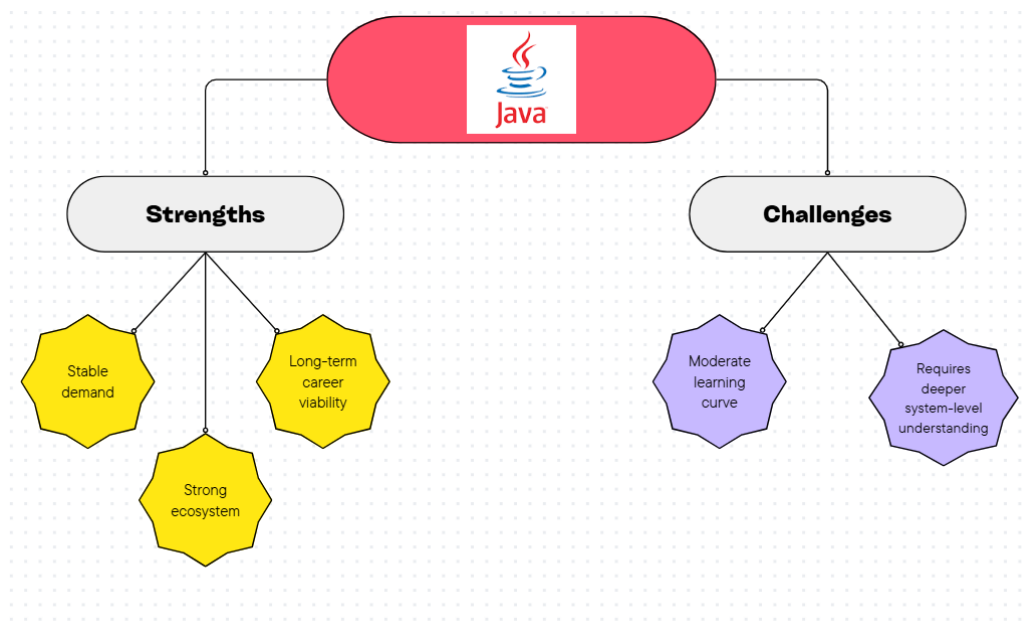 Java
Strengths
Challenges
Stable
demand
Long-term
career
viability
Strong
ecosystem
Moderate
learning
curve
Requires
deeper
system-level
understanding